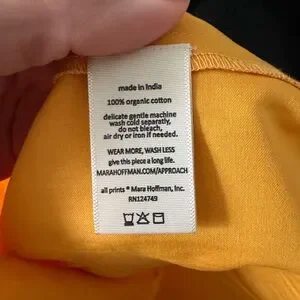 made in India
100% organic cotton
delicate gentle machine
wash cold separately,
do not bleach,
air dry or iron if needed.
WEAR MORE, WASH LESS
give this piece a long life.
MARAHOFFMAN.COM/APPROACH
all prints ® Mara Hoffman, Inc.
RN124749